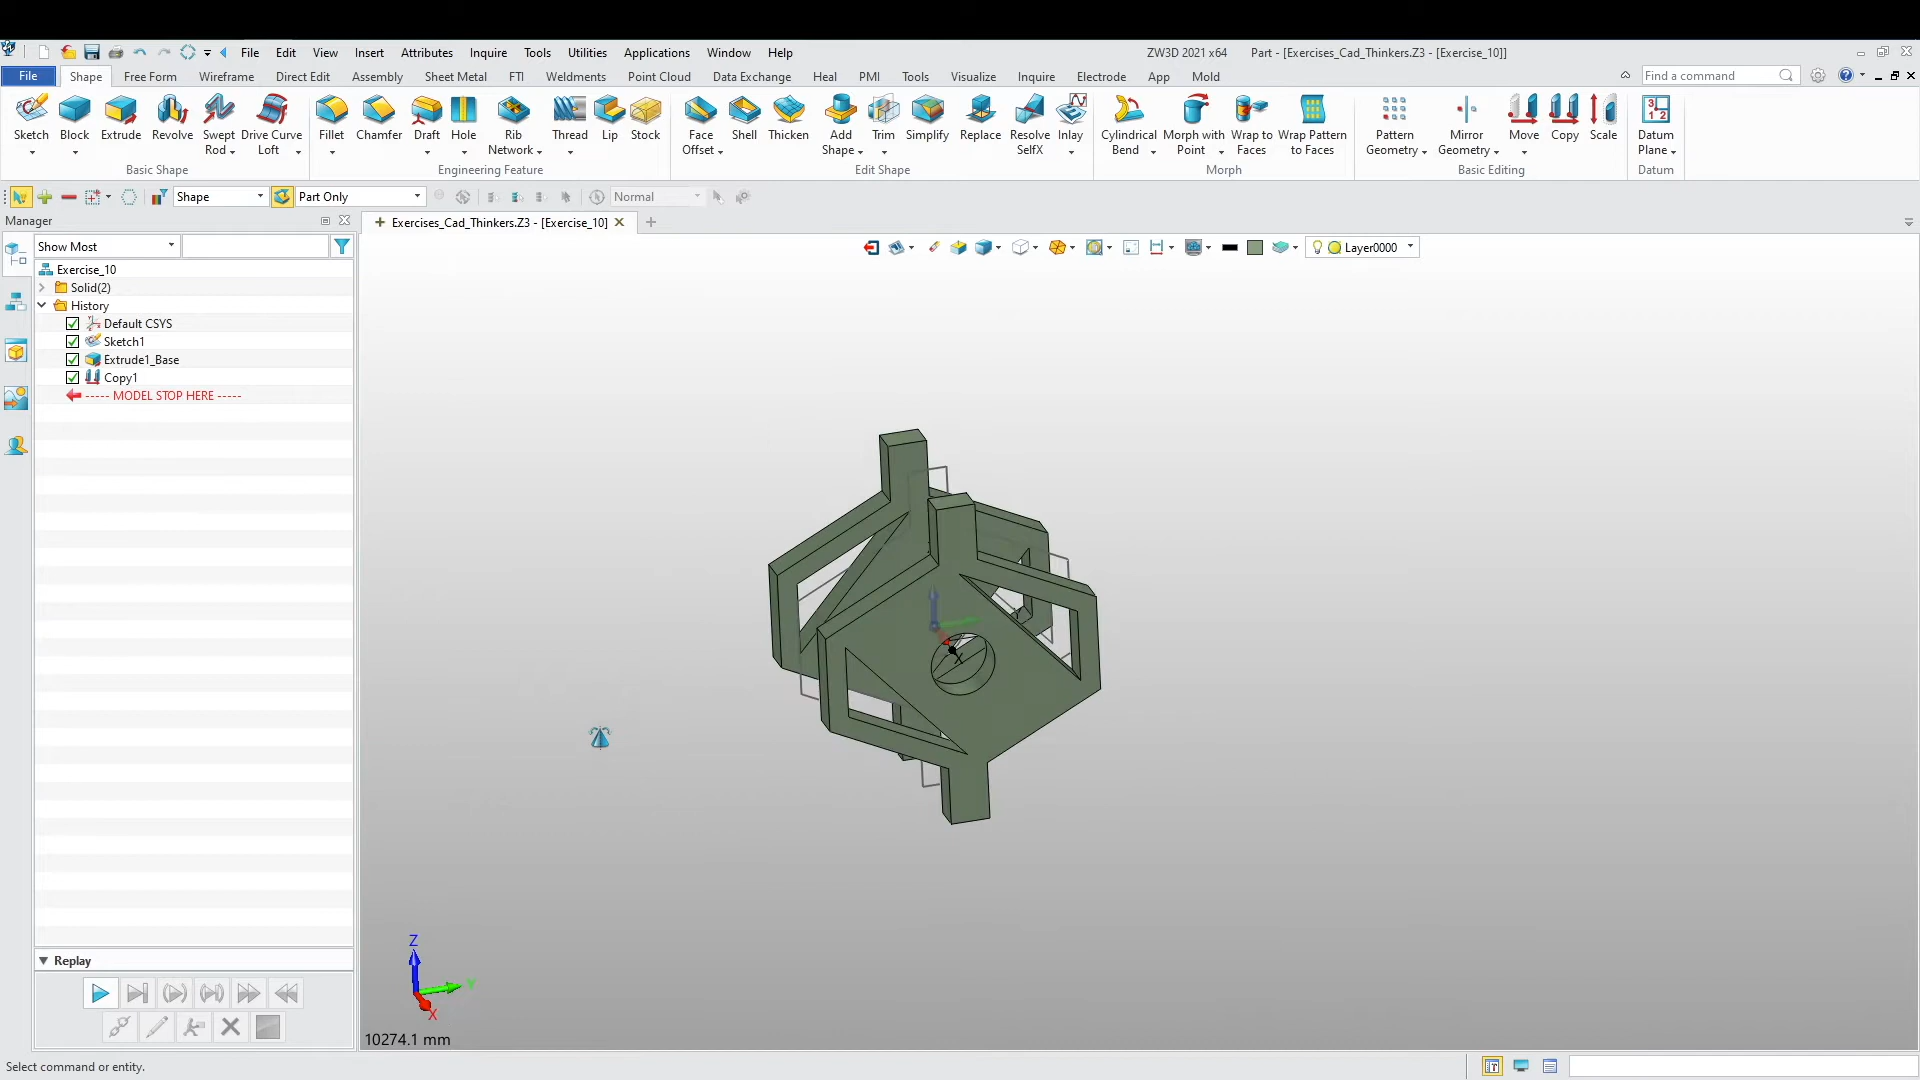 File Edit View Insert Attributes Inquire Tools Utilities Applications Window Help ZW3D 2021 x64 Part - [Exercises_Cad_Thinkers.Z3 - [Exercise_10]]
File Shape Free Form Wireframe Direct Edit Assembly Sheet Metal FTI Weldments Point Cloud Data Exchange Heal PMI Tools Visualize Inquire Electrode App Mold Find a command
Sketch Block Extrude Revolve Swept Rod Drive Curve Loft
Basic Shape
Fillet Chamfer Draft Hole Rib Network Thread Lip Stock
Engineering Feature
Face Offset Shell Thicken Add Shape Trim Simplify Replace Resolve SelfX Inlay
Edit Shape
Cylindrical Bend Morph with Point Wrap to Faces Wrap Pattern to Faces
Morph
Pattern Geometry Mirror Geometry Move Copy Scale
Basic Editing
Datum Plane
Datum
Shape Part Only Normal
Manager
Exercises_Cad_Thinkers.Z3 - [Exercise_10]
Show Most
Layer0000
Exercise_10
Solid(2)
History
Default CSYS
Sketch1
Extrude1_Base
Copy1
----- MODEL STOP HERE -----
X
Replay
Z
Y
X
10274.1 mm
Select command or entity.